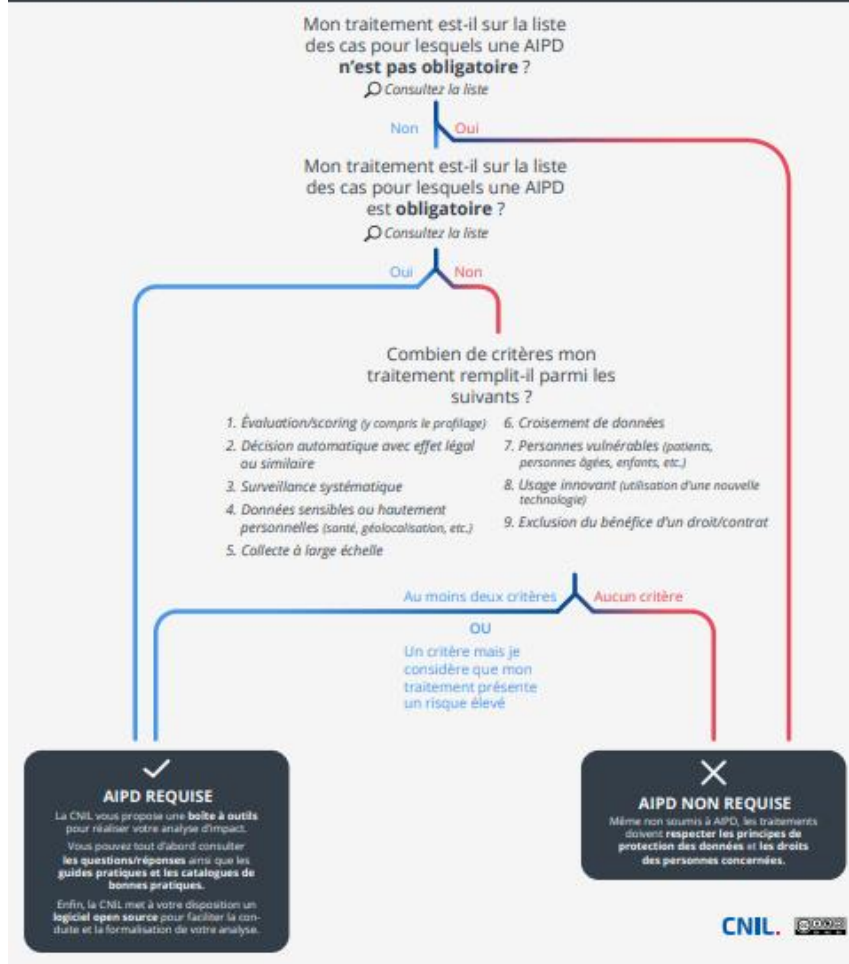 Mon traitement est-il sur la liste
des cas pour lesquels une AIPD
n'est pas obligatoire ?
Consultez la liste
Non
Oui
Mon traitement est-il sur la liste
des cas pour lesquels une AIPD
est obligatoire ?
Consultez la liste
Oui
Non
Combien de critères mon
traitement remplit-il parmi les
suivants ?
1. Évaluation/scoring (y compris le profilage)
2. Décision automatique avec effet légal
ou similaire
3. Surveillance systématique
4. Données sensibles ou hautement
personnelles (santé, géolocalisation, etc.)
5. Collecte à large échelle
6. Croisement de données
7. Personnes vulnérables (patients,
personnes âgées, enfants, etc.)
8. Usage innovant (utilisation d'une nouvelle
technologie)
9. Exclusion du bénéfice d'un droit/contrat
Au moins deux critères
Aucun critère
OU
Un critère mais je
considère que mon
traitement présente
un risque élevé
AIPD REQUISE
La CNIL vous propose une boîte à outils
pour réaliser votre analyse d'impact.
Vous pouvez tout d'abord consulter
les questions/réponses ainsi que les
guides pratiques et les catalogues de
bonnes pratiques.
Enfin, la CNIL met à votre disposition un
logiciel open source pour faciliter la con-
duite et la formalisation de votre analyse.
AIPD NON REQUISE
Même non soumis à AIPD, les traitements
doivent respecter les principes de
protection des données et les droits
des personnes concernées.
CNIL.